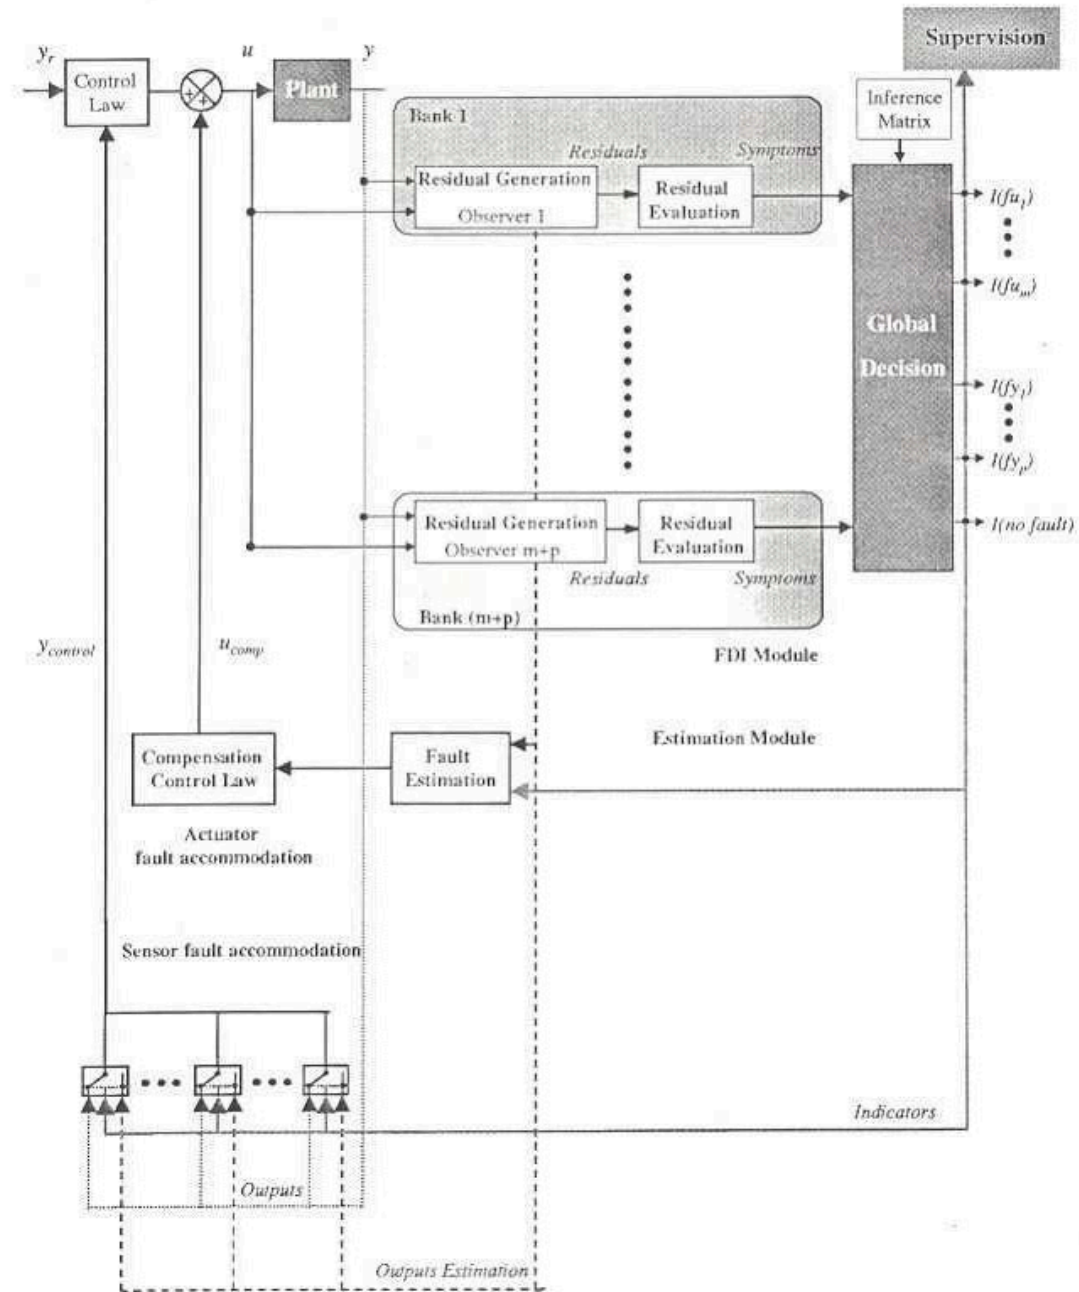 Supervision
y_r
u
y
Control
Law
+
+
Plant
Inference
Matrix
Bank 1
Residuals
Symptoms
Residual Generation
Observer 1
Residual
Evaluation
I(fu_1)
I(fu_m)
Global
Decision
I(fy_1)
I(fy_p)
I(no fault)
Residual Generation
Observer m+p
Residual
Evaluation
Residuals
Symptoms
Bank (m+p)
y_control
u_comp
FDI Module
Estimation Module
Compensation
Control Law
Fault
Estimation
Actuator
fault accommodation
Sensor fault accommodation
Indicators
Outputs
Outputs Estimation